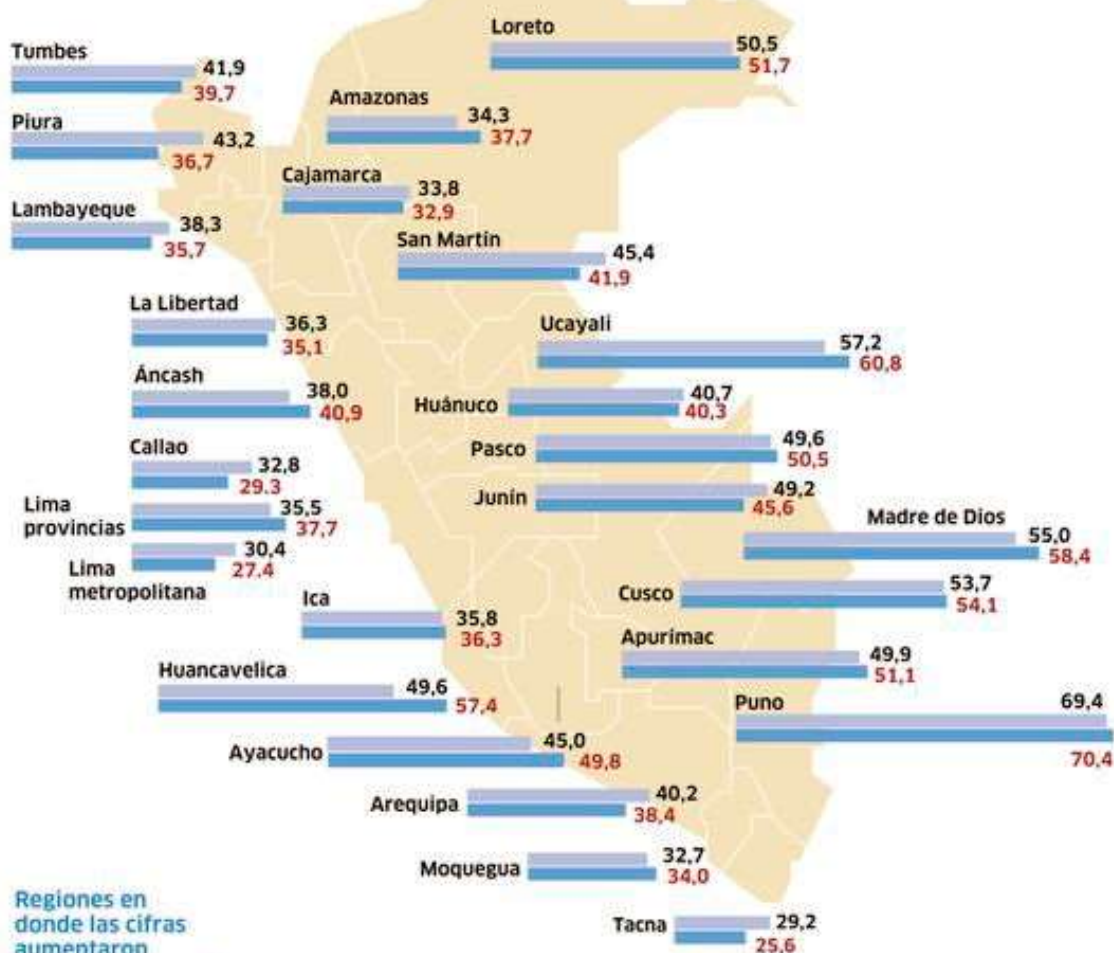 Loreto
50,5
51,7
Tumbes
41,9
39,7
Amazonas
34,3
37,7
Piura
43,2
36,7
Cajamarca
33,8
32,9
Lambayeque
38,3
35,7
San Martín
45,4
41,9
La Libertad
36,3
35,1
Ucayali
57,2
60,8
Áncash
38,0
40,9
Huánuco
40,7
40,3
Callao
32,8
29.3
Pasco
49,6
50,5
Lima
provincias
35,5
37,7
Junín
49,2
45,6
Madre de Dios
55,0
58,4
Lima
metropolitana
30,4
27.4
Cusco
53,7
54,1
Ica
35,8
36,3
Apurímac
49,9
51,1
Huancavelica
49,6
57,4
Puno
69,4
70,4
Ayacucho
45,0
49,8
Arequipa
40,2
38,4
Moquegua
32,7
34,0
Regiones en
donde las cifras
aumentaron
Tacna
29,2
25,6